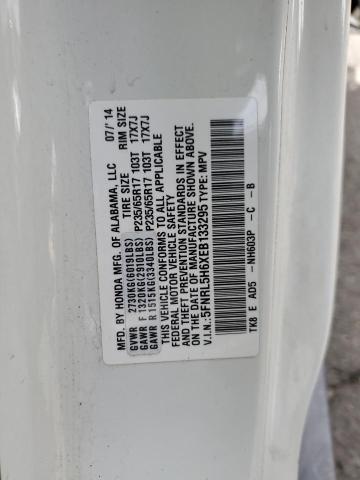 MFD. BY HONDA MFG. OF ALABAMA, LLC 07/'14
TIRE SIZE RIM SIZE
GVWR 2730KG(6019LBS)
GAWR F 1320KG(2910LBS) P235/65R17 103T 17X7J
GAWR R 1515KG(3340LBS) P235/65R17 103T 17X7J
THIS VEHICLE CONFORMS TO ALL APPLICABLE
FEDERAL MOTOR VEHICLE SAFETY
AND THEFT PREVENTION STANDARDS IN EFFECT
ON THE DATE OF MANUFACTURE SHOWN ABOVE.
V.I.N.: 5FNRL5H6XEB133295 TYPE: MPV
TK8 E AD5 -NH603P -C -B